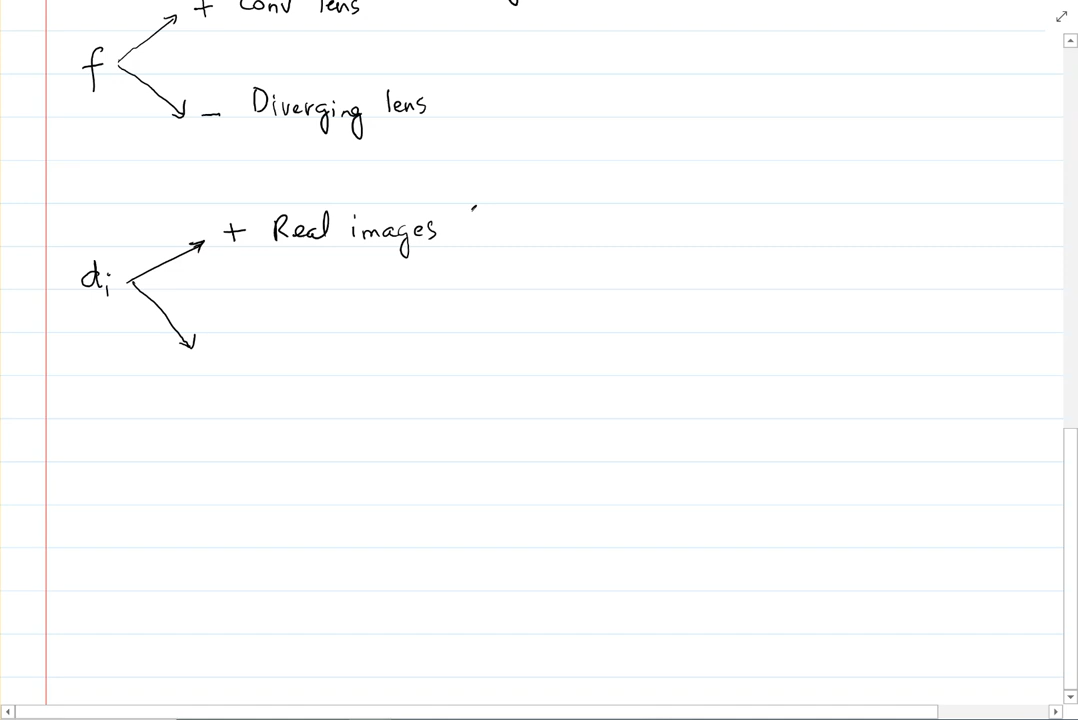 + Conv lens
f
- Diverging lens
+ Real images
di